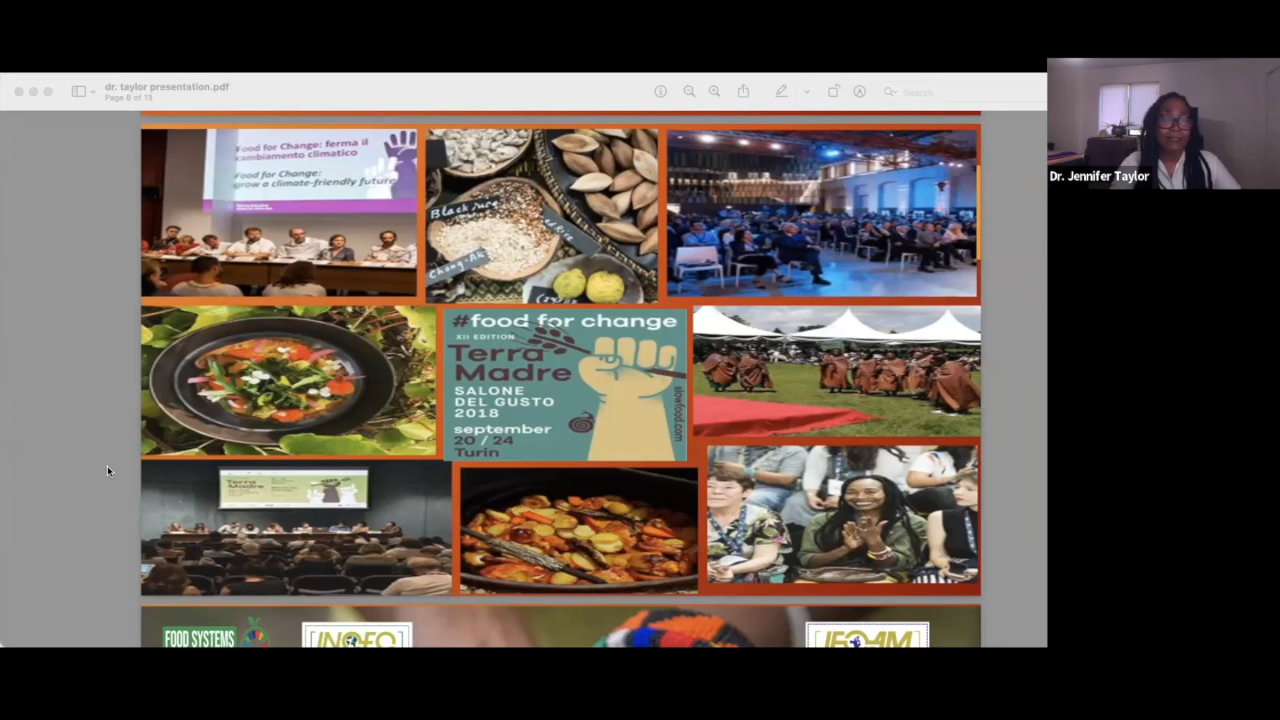 dr. taylor presentation.pdf
Page 8 of 13
Search
Dr. Jennifer Taylor
Food for Change: ferma il
cambiamento climatico
Food for Change:
grow a climate-friendly future
#food for change
XII EDITION
Terra
Madre
SALONE
DEL GUSTO
2018
september
20 / 24
Turin
slowfood.com
Terra
Madre
FOOD SYSTEMS
INOFO
IFOAM